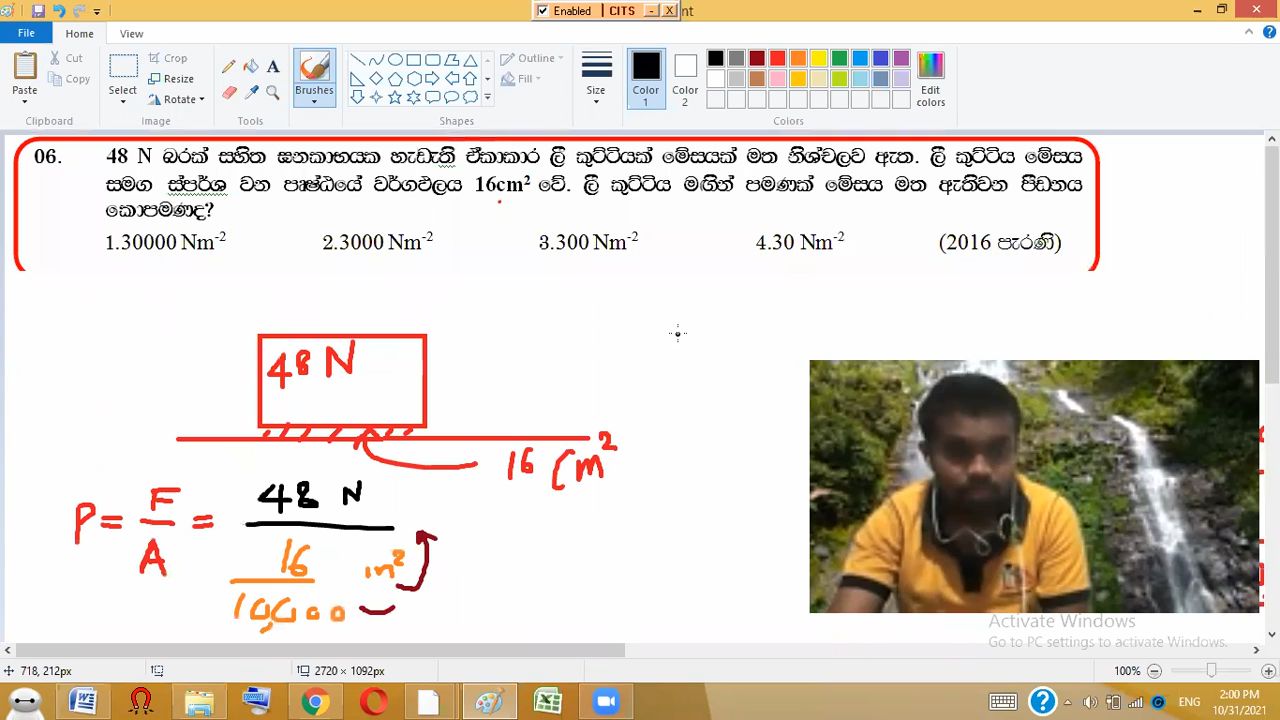 Enabled | CITS
nt
File Home View
Paste
Cut
Copy
Clipboard
Select
Crop
Resize
Rotate
Image
Tools
Brushes
Shapes
Outline
Fill
Size
Color 1
Color 2
Edit colors
Colors
06. 48 N බරක් සහිත ඝනකාභයක හැඩැති ඒකාකාර ලී කුට්ටියක් මේසයක් මත නිශ්චලව ඇත. ලී කුට්ටිය මේසය
සමග ස්පර්ශ වන පෘෂ්ඨයේ වර්ගඵලය 16cm² වේ. ලී කුට්ටිය මඟින් පමණක් මේසය මත ඇතිවන පීඩනය
කොපමණද?
1.30000 Nm⁻² 2.3000 Nm⁻² 3.300 Nm⁻² 4.30 Nm⁻² (2016 පැරණි)
48 N
16 Cm²
P = F/A = 48 N
16 m²
10,000
Activate Windows
Go to PC settings to activate Windows.
718, 212px 2720 × 1092px 100%
ENG 2:00 PM
10/31/2021